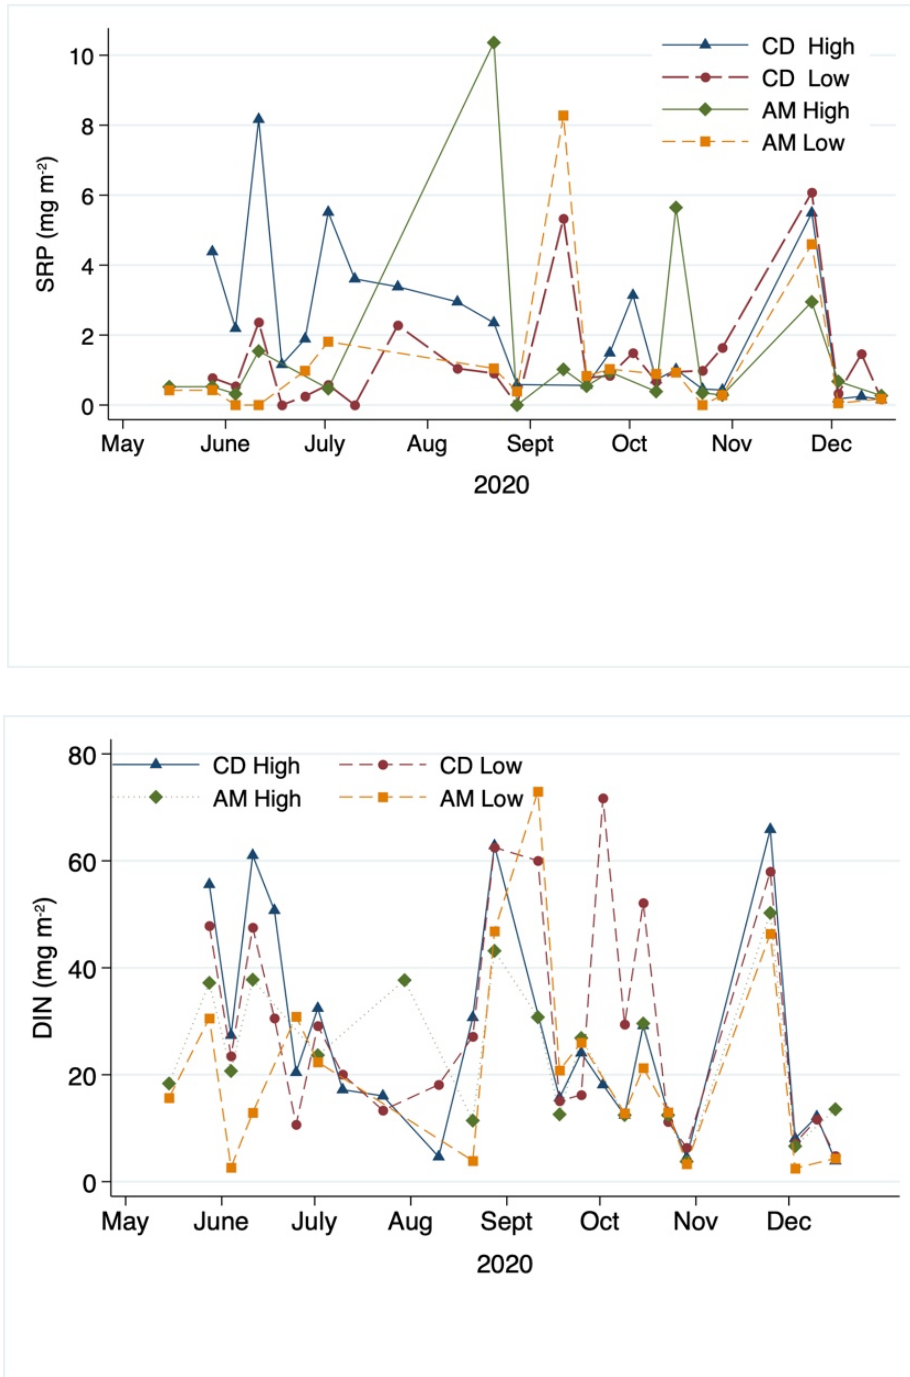 10
8
6
4
2
0
SRP (mg m-2)
CD High
CD Low
AM High
AM Low
May June July Aug Sept Oct Nov Dec
2020
80
60
40
20
0
DIN (mg m-2)
CD High CD Low
AM High AM Low
May June July Aug Sept Oct Nov Dec
2020